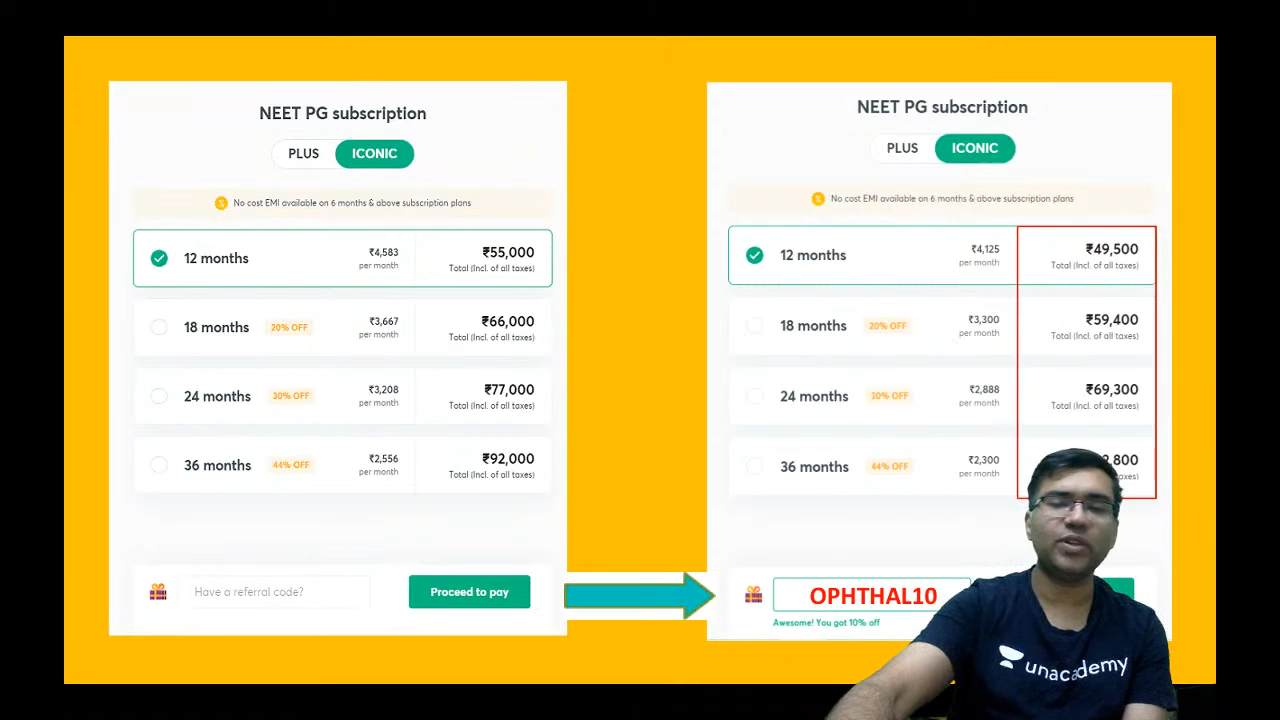 NEET PG subscription
PLUS ICONIC
No cost EMI available on 6 months & above subscription plans
12 months ₹4,583 per month ₹55,000 Total (Incl. of all taxes)
18 months 20% OFF ₹3,667 per month ₹66,000 Total (Incl. of all taxes)
24 months 30% OFF ₹3,208 per month ₹77,000 Total (Incl. of all taxes)
36 months 44% OFF ₹2,556 per month ₹92,000 Total (Incl. of all taxes)
Have a referral code? Proceed to pay
NEET PG subscription
PLUS ICONIC
No cost EMI available on 6 months & above subscription plans
12 months ₹4,125 per month ₹49,500 Total (Incl. of all taxes)
18 months 20% OFF ₹3,300 per month ₹59,400 Total (Incl. of all taxes)
24 months 30% OFF ₹2,888 per month ₹69,300 Total (Incl. of all taxes)
36 months 44% OFF ₹2,300 per month taxes)
OPHTHAL10
Awesome! You got 10% off
unacademy